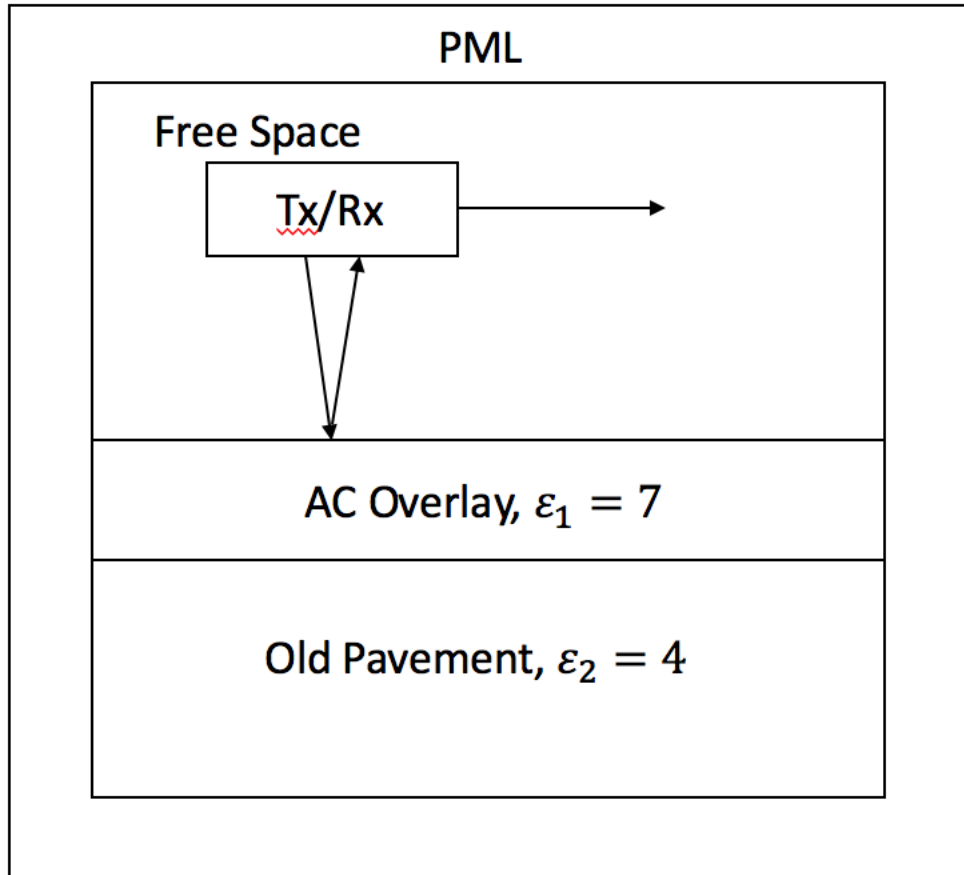 PML
Free Space
Tx/Rx
AC Overlay, ε₁ = 7
Old Pavement, ε₂ = 4